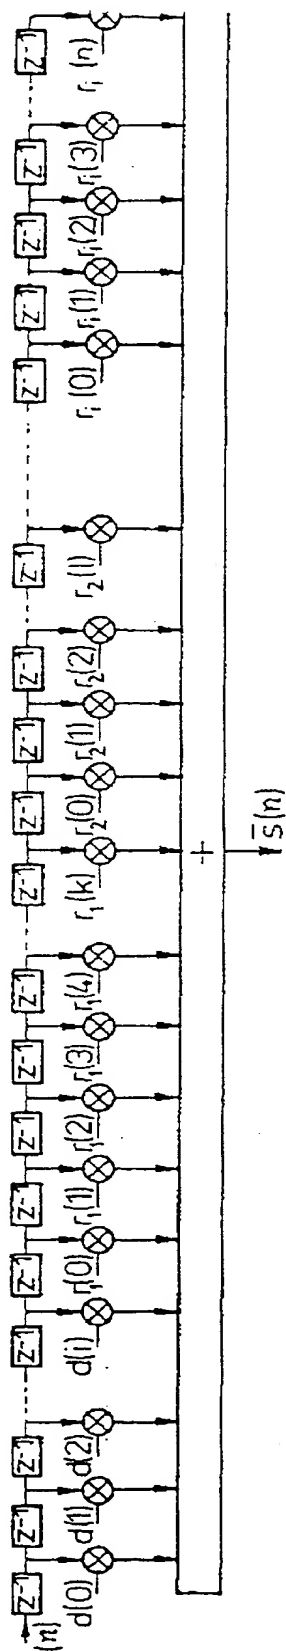 z⁻¹ z⁻¹ z⁻¹ z⁻¹ z⁻¹ z⁻¹ z⁻¹ z⁻¹ z⁻¹ z⁻¹ z⁻¹ z⁻¹ z⁻¹ z⁻¹ z⁻¹ z⁻¹ z⁻¹ z⁻¹ z⁻¹
(n)
d(0) d(1) d(2) d(i) r₁(0) r₁(1) r₁(2) r₁(3) r₁(4) r₁(k) r₂(0) r₂(1) r₂(2) r₂(l) rᵢ(0) rᵢ(1) rᵢ(2) rᵢ(3) rᵢ(n)
+
s̄(n)